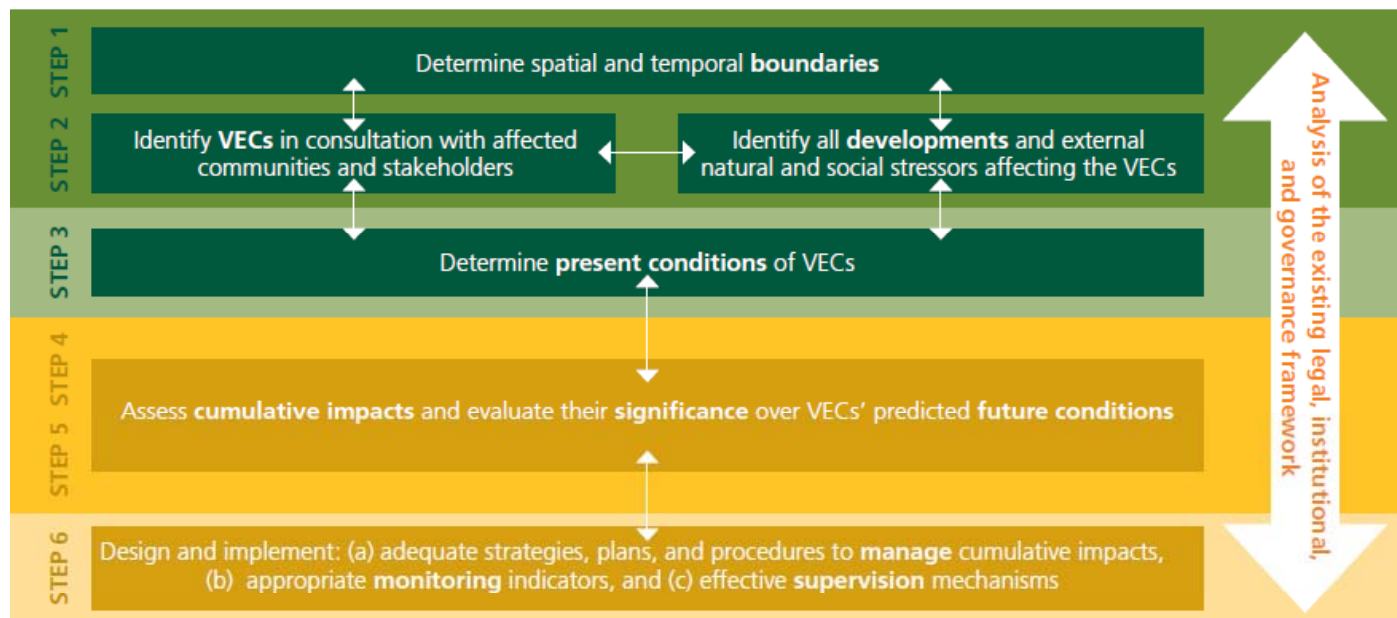 STEP 1
Determine spatial and temporal boundaries
STEP 2
Identify VECs in consultation with affected
communities and stakeholders
Identify all developments and external
natural and social stressors affecting the VECs
STEP 3
Determine present conditions of VECs
STEP 4
STEP 5
Assess cumulative impacts and evaluate their significance over VECs’ predicted future conditions
STEP 6
Design and implement: (a) adequate strategies, plans, and procedures to manage cumulative impacts,
(b) appropriate monitoring indicators, and (c) effective supervision mechanisms
Analysis of the existing legal, institutional,
and governance framework